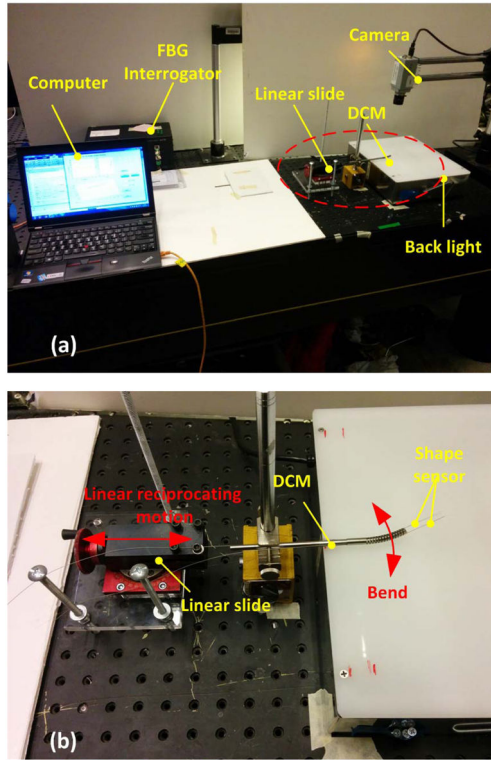 FBG
Interrogator
Computer
Camera
Linear slide
DCM
Back light
(a)
Shape
sensor
DCM
Linear reciprocating
motion
Linear slide
Bend
(b)